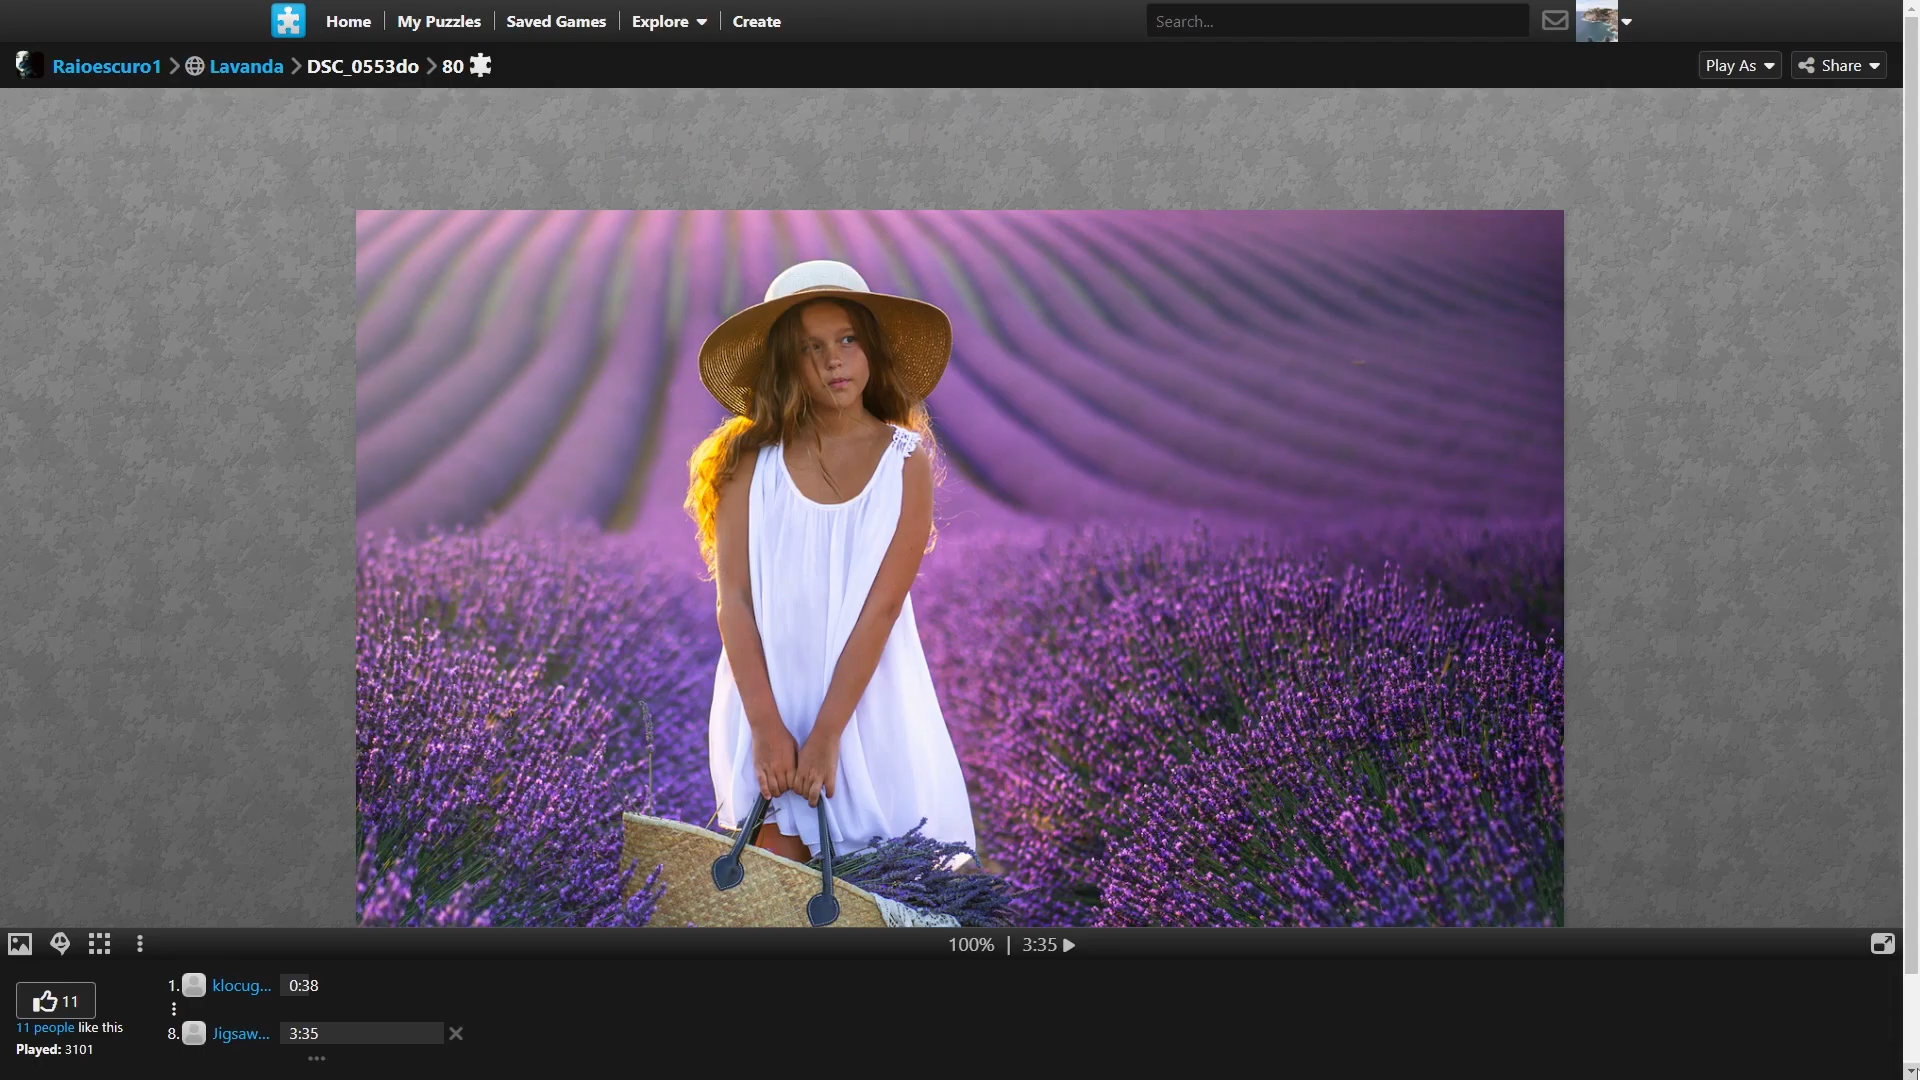 Home My Puzzles Saved Games Explore Create Search...
Raioescuro1 Lavanda DSC_0553do 80 Play As Share
100% | 3:35
1. klocug... 0:38
11
11 people like this
8. Jigsaw... 3:35
Played: 3101